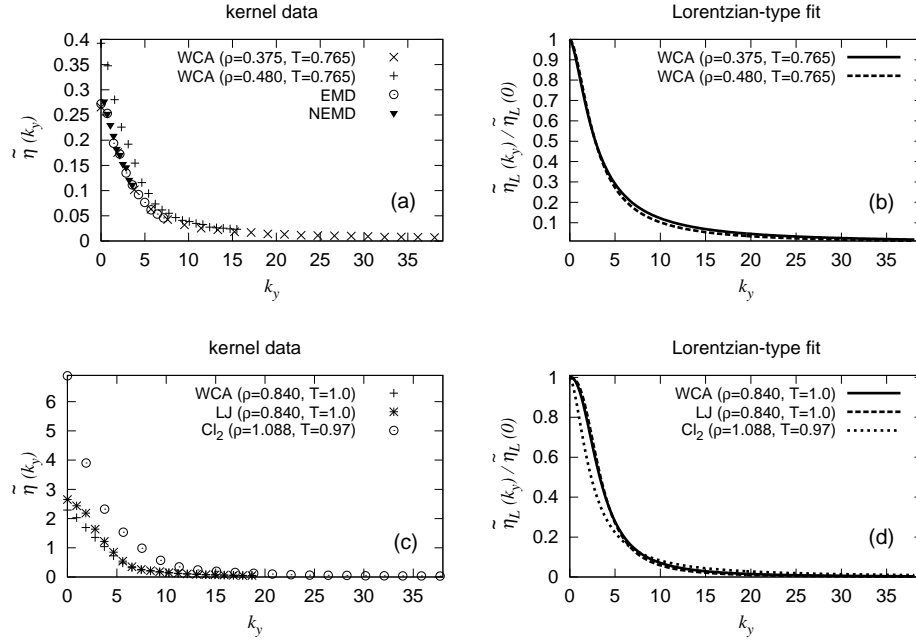 kernel data
0.4
0.35
0.3
0.25
0.2
0.15
0.1
0.05
0
η̃ (k_y)
WCA (ρ=0.375, T=0.765)
WCA (ρ=0.480, T=0.765)
EMD
NEMD
(a)
0 5 10 15 20 25 30 35
k_y
Lorentzian-type fit
1
0.9
0.8
0.7
0.6
0.5
0.4
0.3
0.2
0.1
η̃_L (k_y) / η̃_L (0)
WCA (ρ=0.375, T=0.765)
WCA (ρ=0.480, T=0.765)
(b)
0 5 10 15 20 25 30 35
k_y
kernel data
6
5
4
3
2
1
0
η̃ (k_y)
WCA (ρ=0.840, T=1.0)
LJ (ρ=0.840, T=1.0)
Cl₂ (ρ=1.088, T=0.97)
(c)
0 5 10 15 20 25 30 35
k_y
Lorentzian-type fit
1
0.8
0.6
0.4
0.2
0
η̃_L (k_y) / η̃_L (0)
WCA (ρ=0.840, T=1.0)
LJ (ρ=0.840, T=1.0)
Cl₂ (ρ=1.088, T=0.97)
(d)
0 5 10 15 20 25 30 35
k_y